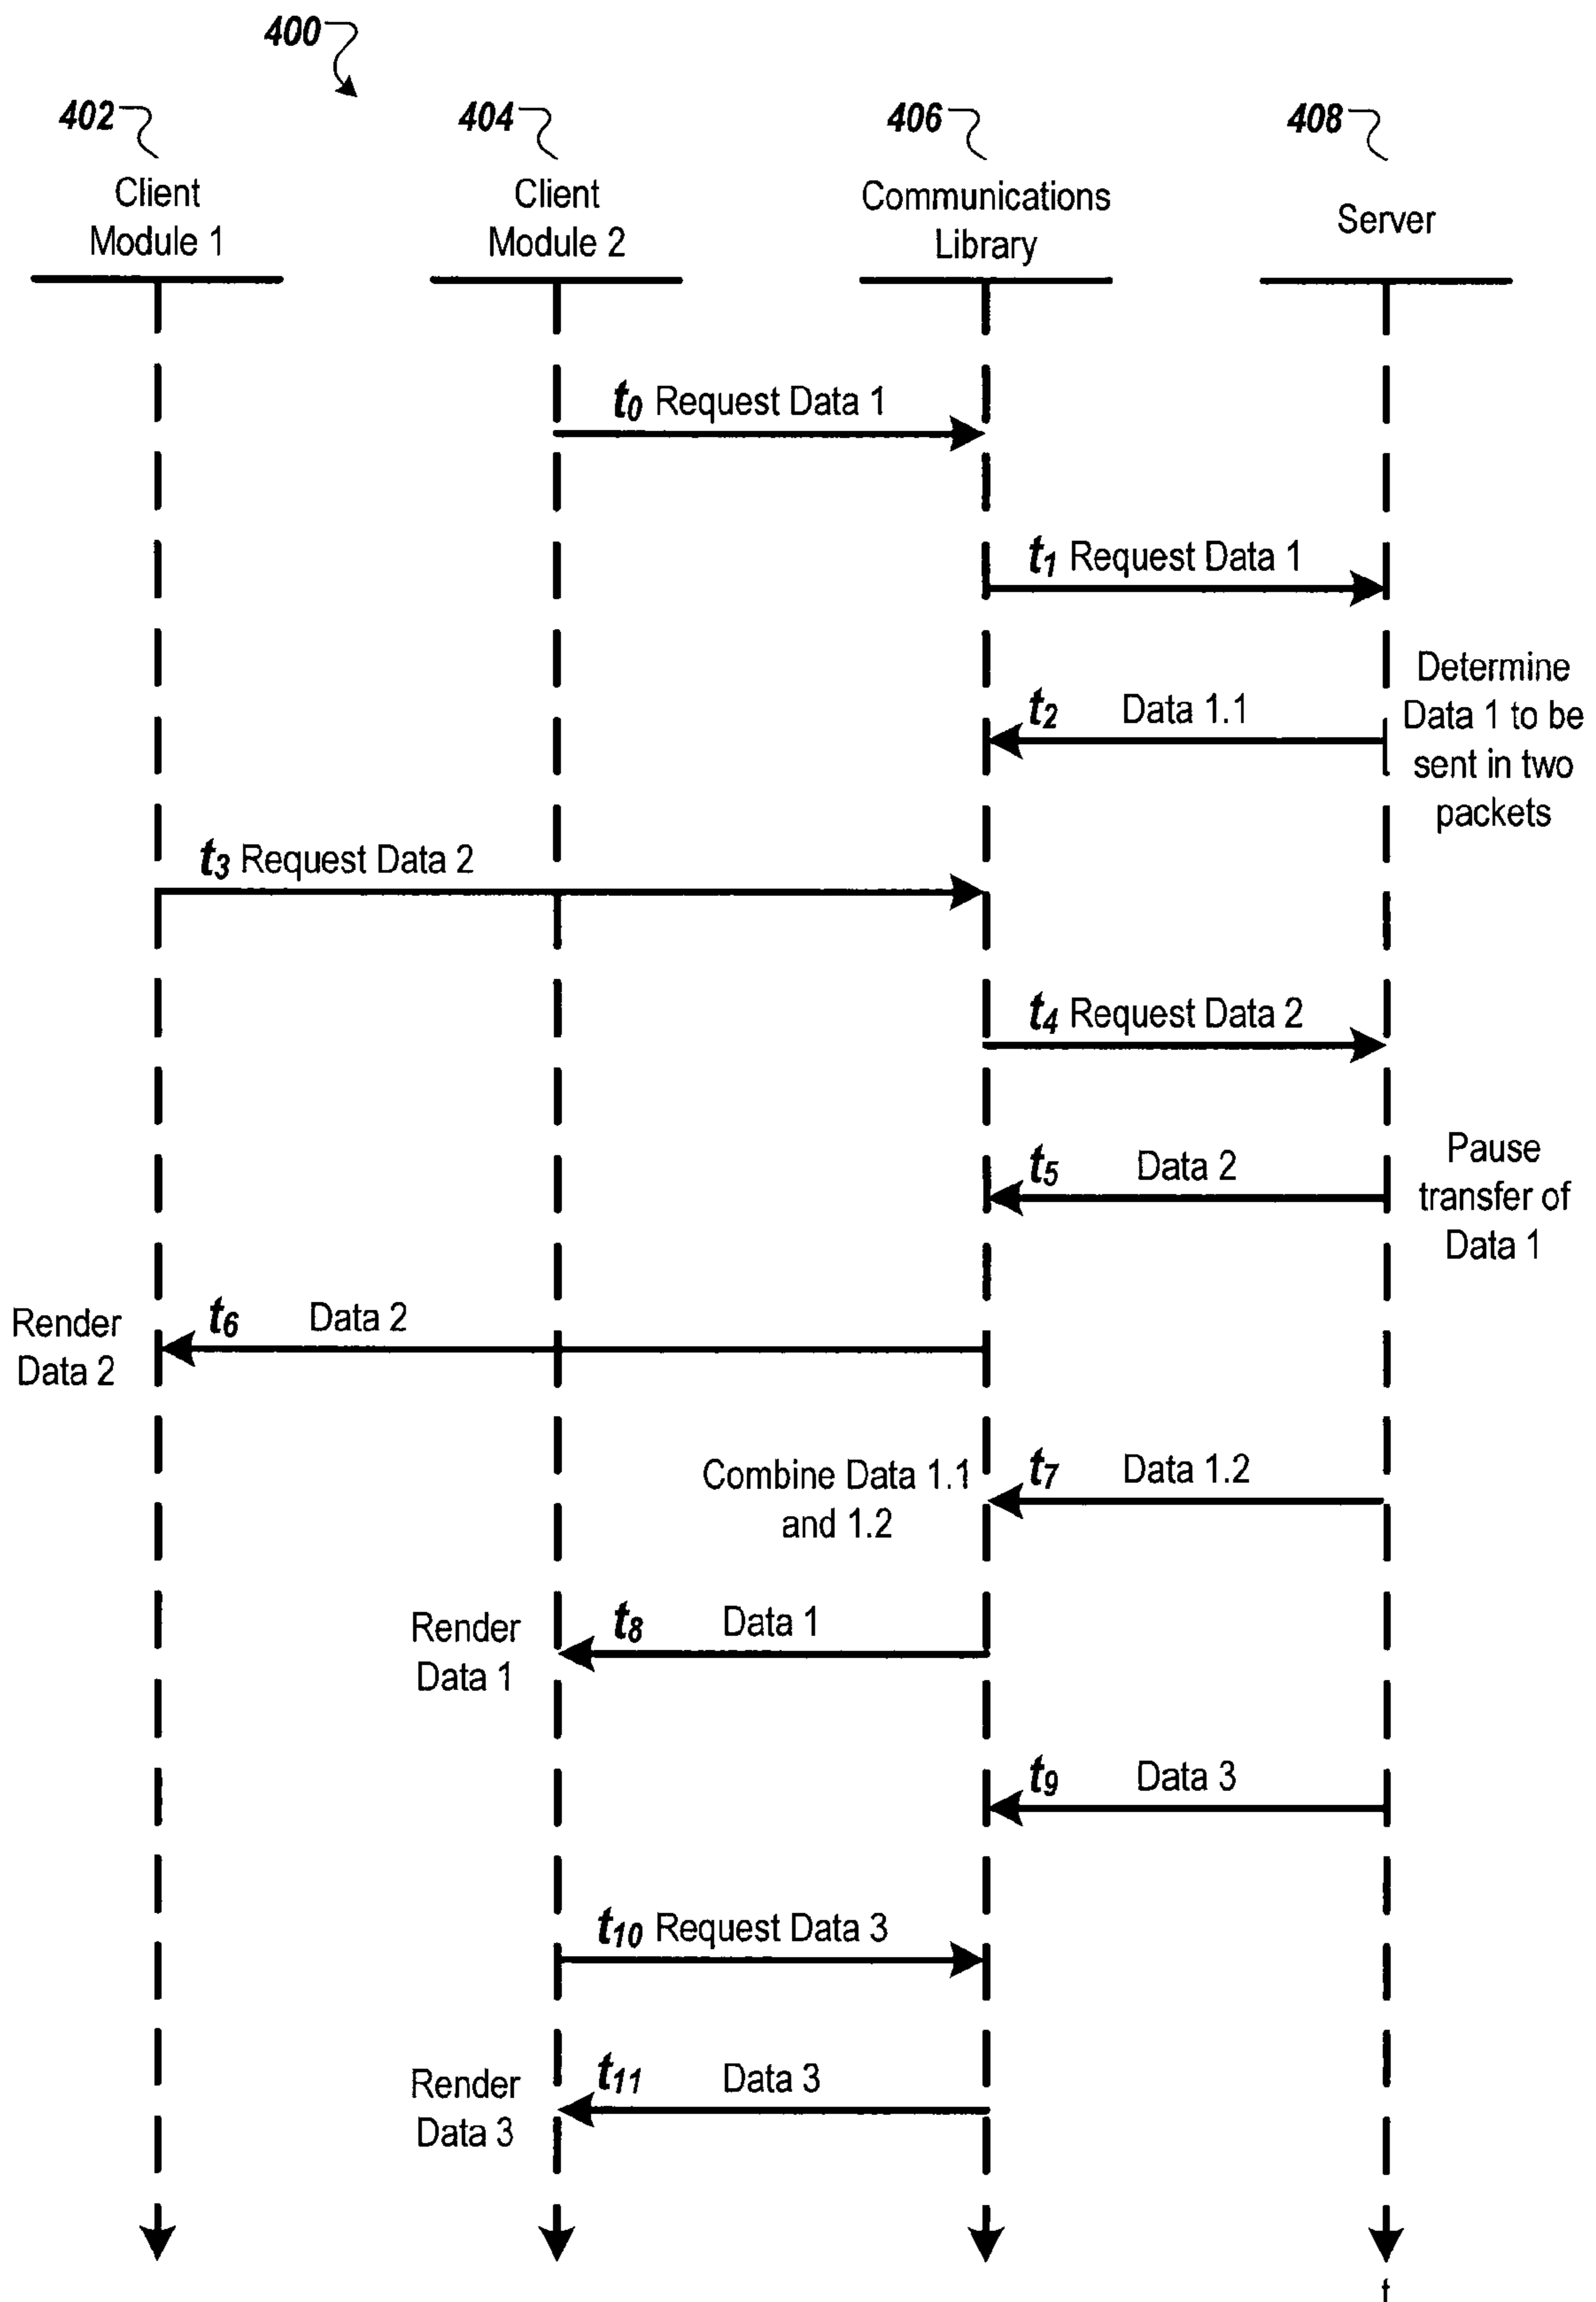 400
402
404
406
408
Client
Module 1
Client
Module 2
Communications
Library
Server
t0 Request Data 1
t1 Request Data 1
Determine
Data 1 to be
sent in two
packets
t2 Data 1.1
t3 Request Data 2
t4 Request Data 2
Pause
transfer of
Data 1
t5 Data 2
Render
Data 2
t6 Data 2
Combine Data 1.1
and 1.2
t7 Data 1.2
Render
Data 1
t8 Data 1
t9 Data 3
t10 Request Data 3
Render
Data 3
t11 Data 3
t